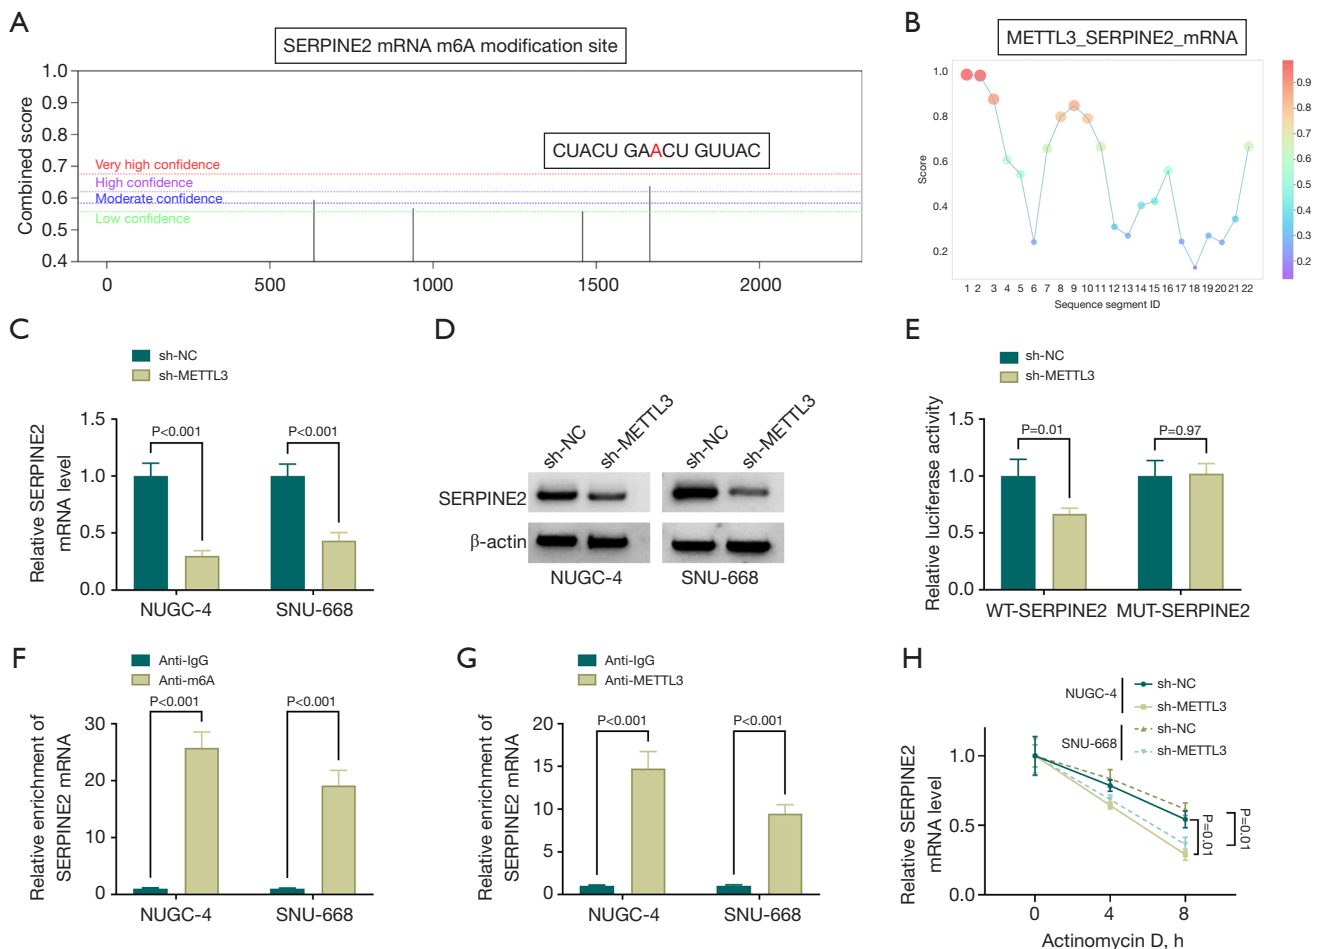 A
SERPINE2 mRNA m6A modification site
Combined score
1.0
0.9
0.8
0.7
0.6
0.5
0.4
Very high confidence
High confidence
Moderate confidence
Low confidence
CUACU GAACU GUUAC
0 500 1000 1500 2000
B
METTL3_SERPINE2_mRNA
Score
1.0
0.8
0.6
0.4
0.2
1 2 3 4 5 6 7 8 9 10 11 12 13 14 15 16 17 18 19 20 21 22
Sequence segment ID
0.9
0.8
0.7
0.6
0.5
0.4
0.3
0.2
C
sh-NC
sh-METTL3
Relative SERPINE2
mRNA level
1.5
1.0
0.5
0.0
P<0.001
P<0.001
NUGC-4 SNU-668
D
sh-NC
sh-METTL3
sh-NC
sh-METTL3
SERPINE2
β-actin
NUGC-4 SNU-668
E
sh-NC
sh-METTL3
Relative luciferase activity
1.5
1.0
0.5
0.0
P=0.01
P=0.97
WT-SERPINE2 MUT-SERPINE2
F
Anti-IgG
Anti-m6A
Relative enrichment of
SERPINE2 mRNA
30
20
10
0
P<0.001
P<0.001
NUGC-4 SNU-668
G
Anti-IgG
Anti-METTL3
Relative enrichment of
SERPINE2 mRNA
20
15
10
5
0
P<0.001
P<0.001
NUGC-4 SNU-668
H
NUGC-4
sh-NC
sh-METTL3
SNU-668
sh-NC
sh-METTL3
Relative SERPINE2
mRNA level
1.0
0.5
0.0
P=0.01
P=0.01
0 4 8
Actinomycin D, h